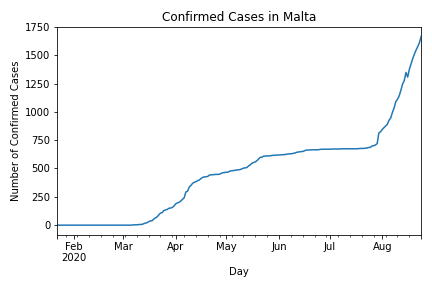 Confirmed Cases in Malta
1750
1500
1250
1000
750
500
250
0
Number of Confirmed Cases
Feb Mar Apr May Jun Jul Aug
2020
Day